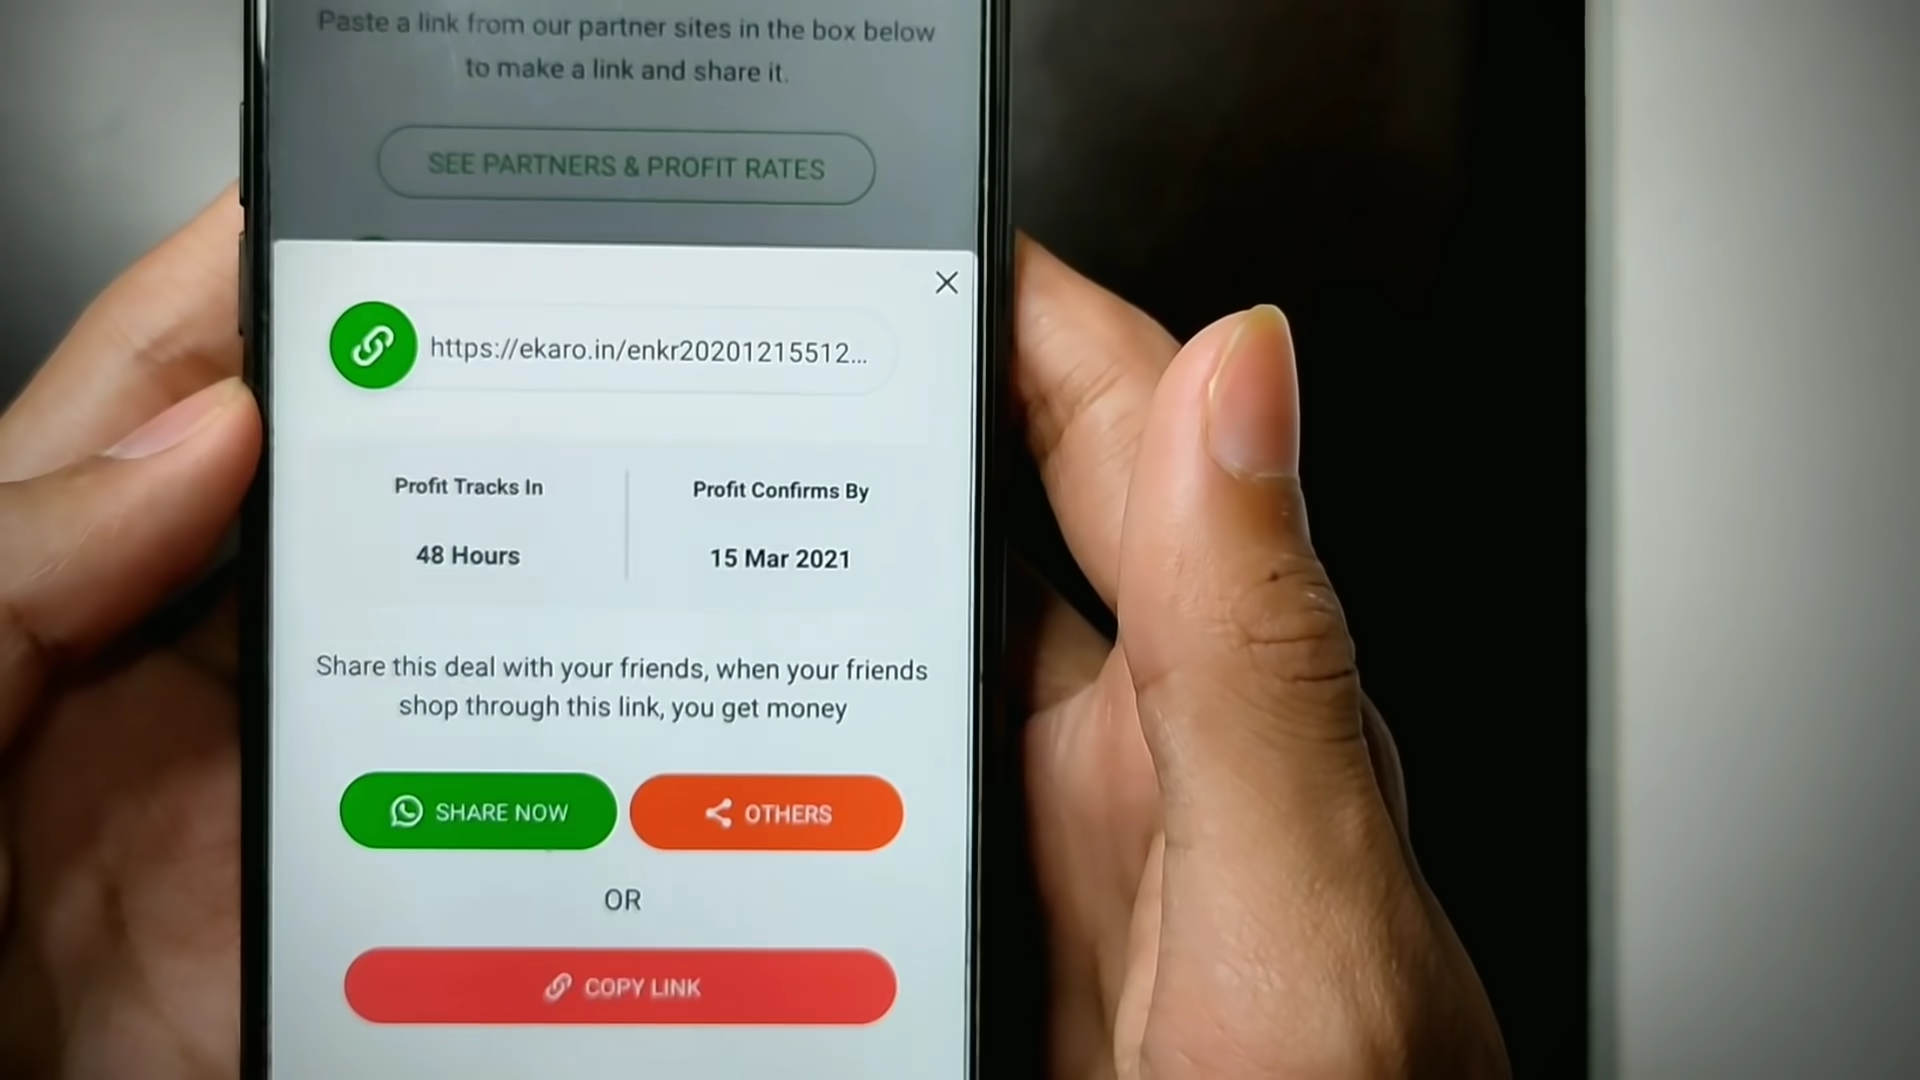 Paste a link from our partner sites in the box below
to make a link and share it.
SEE PARTNERS & PROFIT RATES
https://ekaro.in/enkr20201215512...
Profit Tracks In
48 Hours
Profit Confirms By
15 Mar 2021
Share this deal with your friends, when your friends
shop through this link, you get money
SHARE NOW
OTHERS
OR
COPY LINK